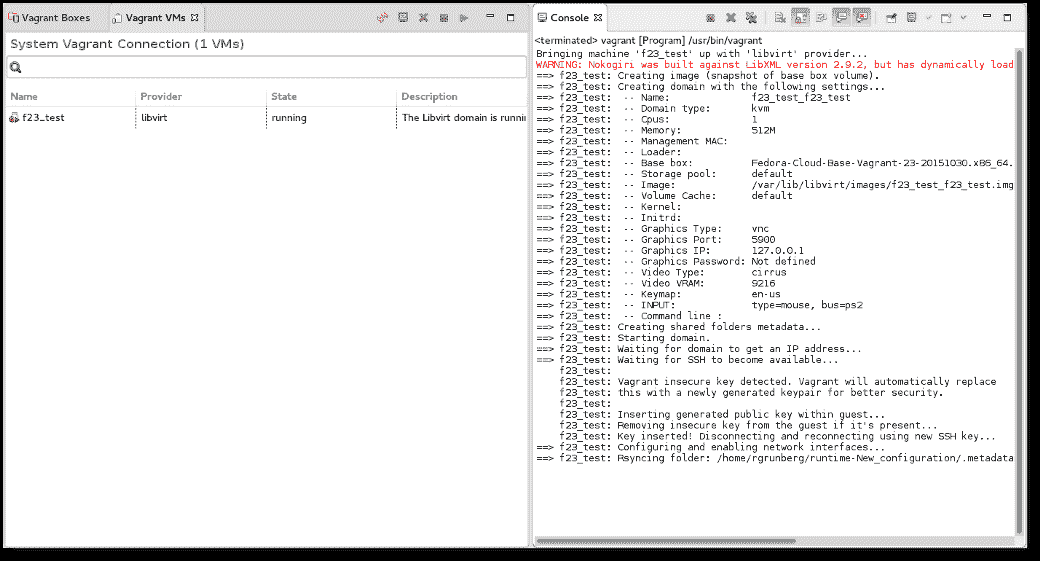 Vagrant Boxes
Vagrant VMs
System Vagrant Connection (1 VMs)
Name Provider State Description
f23_test libvirt running The Libvirt domain is runnin
Console
<terminated> vagrant [Program] /usr/bin/vagrant
Bringing machine 'f23_test' up with 'libvirt' provider...
WARNING: Nokogiri was built against LibXML version 2.9.2, but has dynamically load
==> f23_test: Creating image (snapshot of base box volume).
==> f23_test: Creating domain with the following settings...
==> f23_test:  -- Name:              f23_test_f23_test
==> f23_test:  -- Domain type:       kvm
==> f23_test:  -- Cpus:              1
==> f23_test:  -- Memory:            512M
==> f23_test:  -- Management MAC:
==> f23_test:  -- Loader:
==> f23_test:  -- Base box:          Fedora-Cloud-Base-Vagrant-23-20151030.x86_64.
==> f23_test:  -- Storage pool:      default
==> f23_test:  -- Image:             /var/lib/libvirt/images/f23_test_f23_test.img
==> f23_test:  -- Volume Cache:      default
==> f23_test:  -- Kernel:
==> f23_test:  -- Initrd:
==> f23_test:  -- Graphics Type:     vnc
==> f23_test:  -- Graphics Port:     5900
==> f23_test:  -- Graphics IP:       127.0.0.1
==> f23_test:  -- Graphics Password: Not defined
==> f23_test:  -- Video Type:        cirrus
==> f23_test:  -- Video VRAM:        9216
==> f23_test:  -- Keymap:            en-us
==> f23_test:  -- INPUT:             type=mouse, bus=ps2
==> f23_test:  -- Command line :
==> f23_test: Creating shared folders metadata...
==> f23_test: Starting domain.
==> f23_test: Waiting for domain to get an IP address...
==> f23_test: Waiting for SSH to become available...
f23_test:
f23_test: Vagrant insecure key detected. Vagrant will automatically replace
f23_test: this with a newly generated keypair for better security.
f23_test:
f23_test: Inserting generated public key within guest...
f23_test: Removing insecure key from the guest if it's present...
f23_test: Key inserted! Disconnecting and reconnecting using new SSH key...
==> f23_test: Configuring and enabling network interfaces...
==> f23_test: Rsyncing folder: /home/rgrunberg/runtime-New_configuration/.metadata